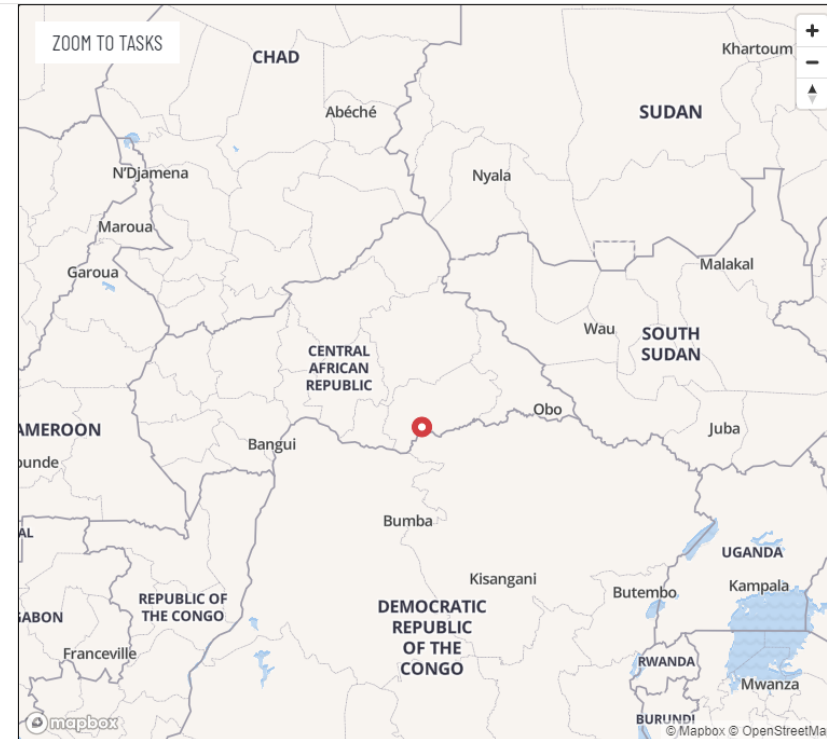 ZOOM TO TASKS
Khartoum
CHAD
Abéché
SUDAN
N'Djamena
Nyala
Maroua
Malakal
Garoua
Wau
SOUTH
SUDAN
CENTRAL
AFRICAN
REPUBLIC
Obo
AMEROON
Juba
Bangui
ounde
Bumba
AL
UGANDA
Kisangani
Kampala
Butembo
REPUBLIC OF
THE CONGO
DEMOCRATIC
REPUBLIC
OF THE
CONGO
GABON
Franceville
RWANDA
Mwanza
BURUNDI
mapbox
© Mapbox © OpenStreetMa